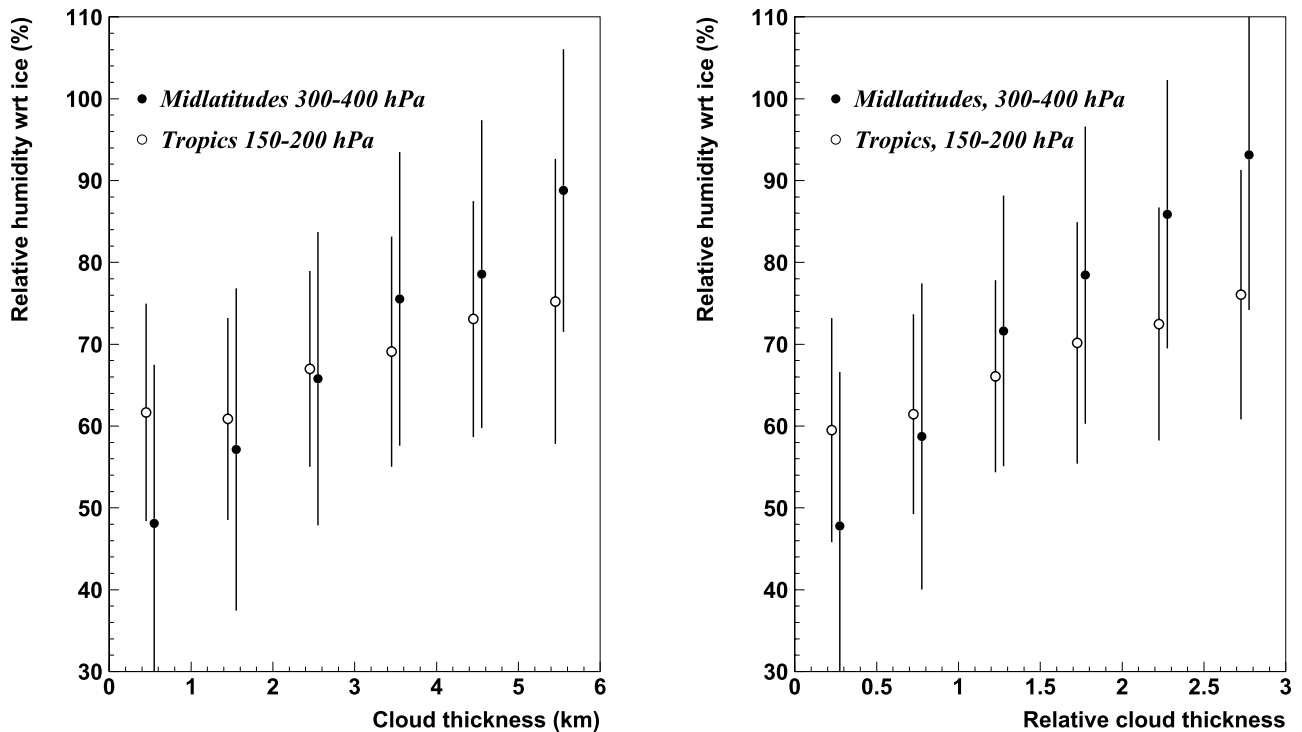 Relative humidity wrt ice (%)
110
100
90
80
70
60
50
40
30
Midlatitudes 300-400 hPa
Tropics 150-200 hPa
0 1 2 3 4 5 6
Cloud thickness (km)
Relative humidity wrt ice (%)
110
100
90
80
70
60
50
40
30
Midlatitudes, 300-400 hPa
Tropics, 150-200 hPa
0 0.5 1 1.5 2 2.5 3
Relative cloud thickness